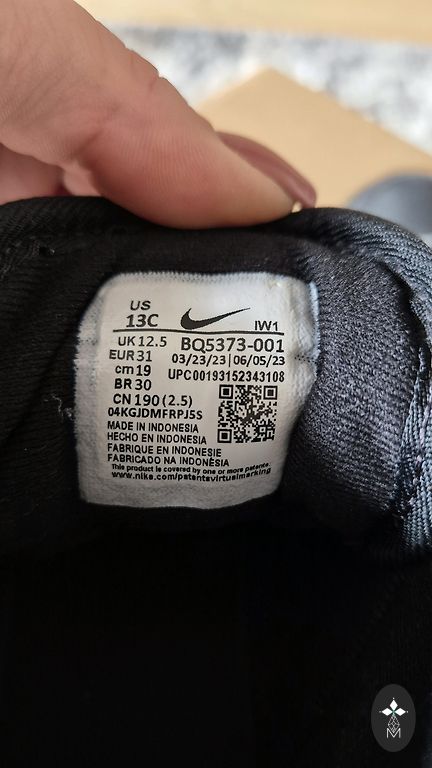 US
13C
IW1
UK 12.5 BQ5373-001
EUR 31 03/23/23 | 06/05/23
cm 19 UPC00193152343108
BR 30
CN 190 (2.5)
04KGJDMFRPJ5S
MADE IN INDONESIA
HECHO EN INDONESIA
FABRIQUE EN INDONESIE
FABRICADO NA INDONÉSIA
This product is covered by one or more patents.
www.nike.com/patentsvirtualmarking
M